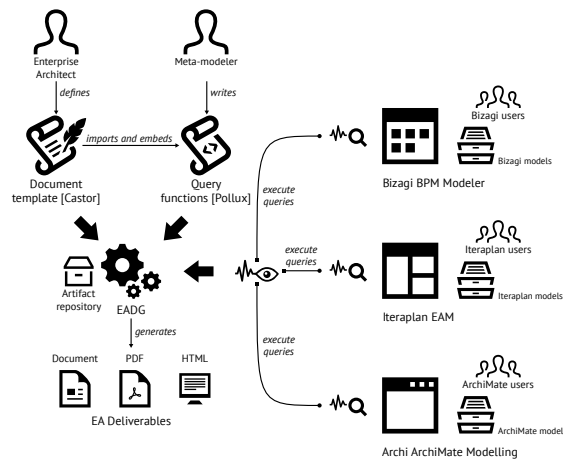 Enterprise
Architect
Meta-modeler
defines
writes
imports and embeds
Document
template [Castor]
Query
functions [Pollux]
Artifact
repository
EADG
generates
Document
PDF
HTML
EA Deliverables
execute
queries
execute
queries
execute
queries
Bizagi users
Bizagi models
Bizagi BPM Modeler
Iteraplan users
Iteraplan models
Iteraplan EAM
ArchiMate users
ArchiMate model
Archi ArchiMate Modelling